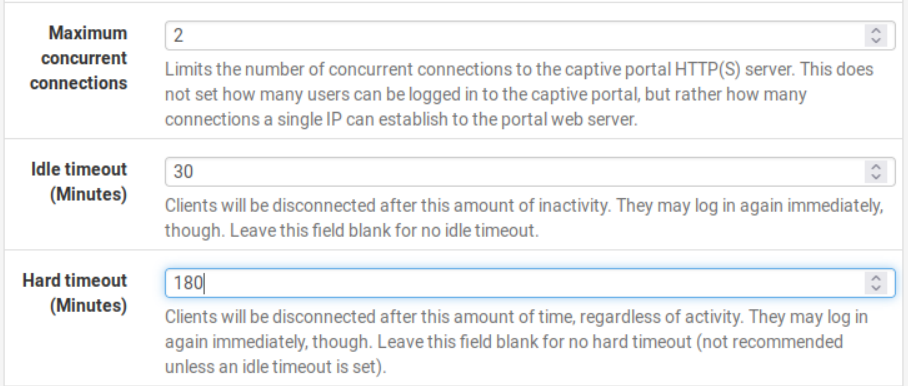 Maximum concurrent connections
2
Limits the number of concurrent connections to the captive portal HTTP(S) server. This does
not set how many users can be logged in to the captive portal, but rather how many
connections a single IP can establish to the portal web server.
Idle timeout (Minutes)
30
Clients will be disconnected after this amount of inactivity. They may log in again immediately,
though. Leave this field blank for no idle timeout.
Hard timeout (Minutes)
180
Clients will be disconnected after this amount of time, regardless of activity. They may log in
again immediately, though. Leave this field blank for no hard timeout (not recommended
unless an idle timeout is set).